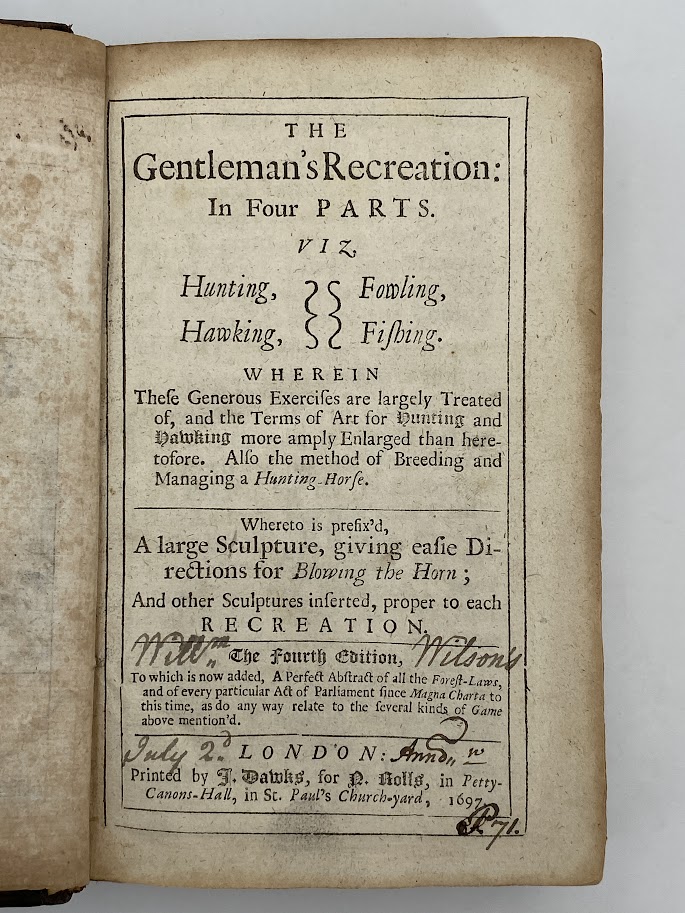 THE
Gentleman's Recreation:
In Four PARTS.
VIZ.
Hunting, Fowling,
Hawking, Fiſhing.
WHEREIN
Theſe Generous Exerciſes are largely Treated
of, and the Terms of Art for Hunting and
Hawking more amply Enlarged than here-
tofore. Alſo the method of Breeding and
Managing a Hunting-Horſe.
Whereto is prefix'd,
A large Sculpture, giving eaſie Di-
rections for Blowing the Horn;
And other Sculptures inſerted, proper to each
RECREATION.
Will.m The Fourth Edition, Wilson's
To which is now added, A Perfect Abſtract of all the Foreſt-Laws,
and of every particular Act of Parliament ſince Magna Charta to
this time, as do any way relate to the ſeveral kinds of Game
above mention'd.
July 2.d LONDON: Annõ
Printed by J. Dawks, for N. Rolls, in Petty-
Canons-Hall, in St. Paul's Church-yard, 1697.
71.